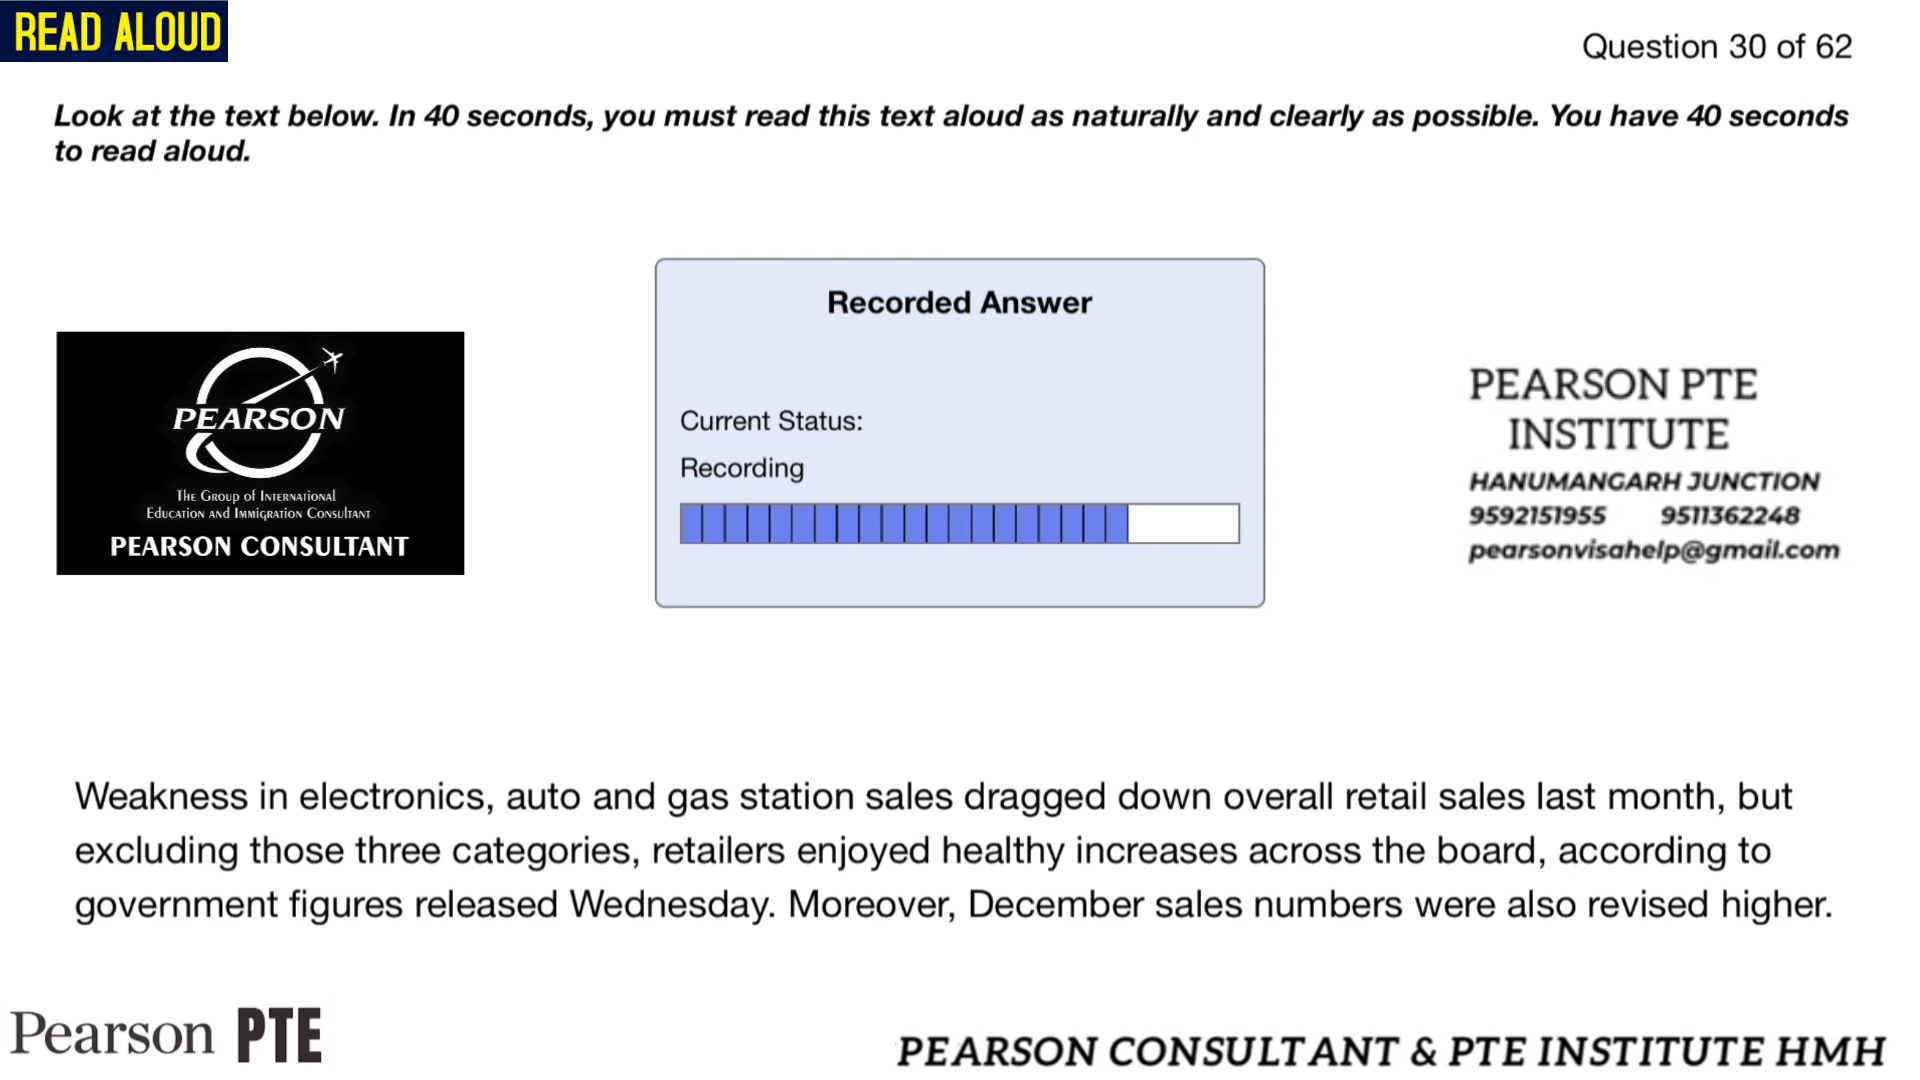 READ ALOUD
Question 30 of 62
Look at the text below. In 40 seconds, you must read this text aloud as naturally and clearly as possible. You have 40 seconds
to read aloud.
Recorded Answer
Current Status:
Recording
PEARSON
The Group of International
Education and Immigration Consultant
PEARSON CONSULTANT
PEARSON PTE
INSTITUTE
HANUMANGARH JUNCTION
9592151955 9511362248
pearsonvisahelp@gmail.com
Weakness in electronics, auto and gas station sales dragged down overall retail sales last month, but
excluding those three categories, retailers enjoyed healthy increases across the board, according to
government figures released Wednesday. Moreover, December sales numbers were also revised higher.
Pearson PTE
PEARSON CONSULTANT & PTE INSTITUTE HMH